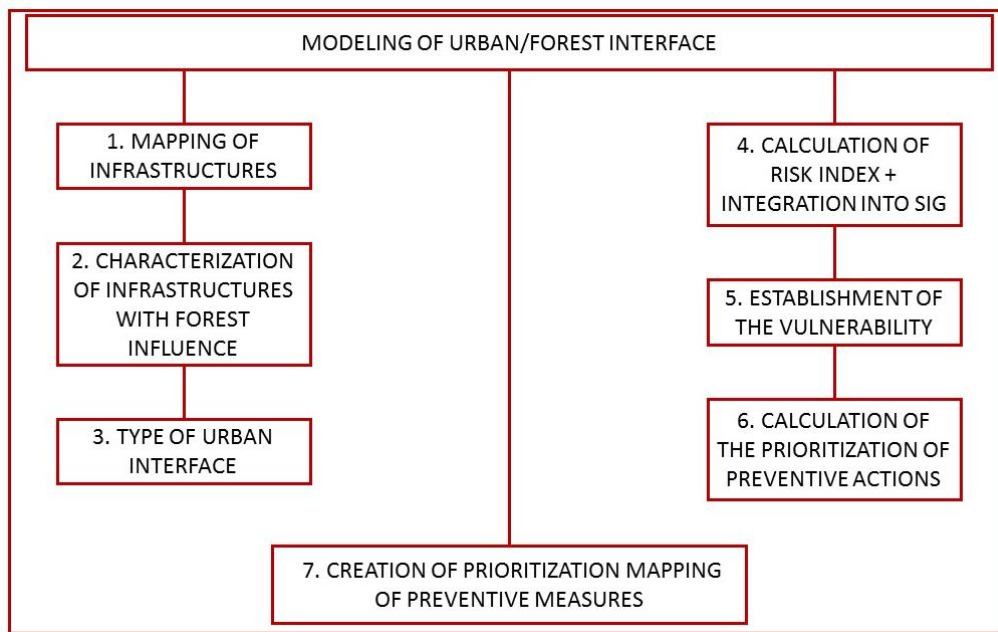 MODELING OF URBAN/FOREST INTERFACE
1. MAPPING OF
INFRASTRUCTURES
2. CHARACTERIZATION
OF INFRASTRUCTURES
WITH FOREST
INFLUENCE
3. TYPE OF URBAN
INTERFACE
4. CALCULATION OF
RISK INDEX +
INTEGRATION INTO SIG
5. ESTABLISHMENT OF
THE VULNERABILITY
6. CALCULATION OF
THE PRIORITIZATION OF
PREVENTIVE ACTIONS
7. CREATION OF PRIORITIZATION MAPPING
OF PREVENTIVE MEASURES